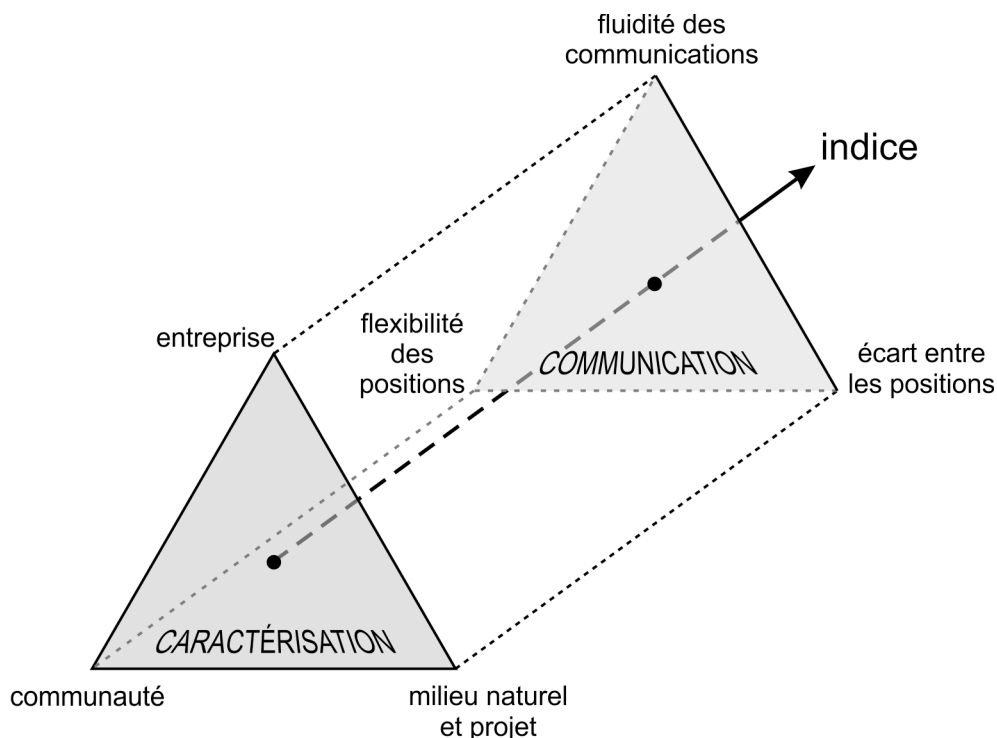 fluidité des
communications
indice
flexibilité
des
positions
COMMUNICATION
écart entre
les positions
entreprise
CARACTÉRISATION
communauté
milieu naturel
et projet